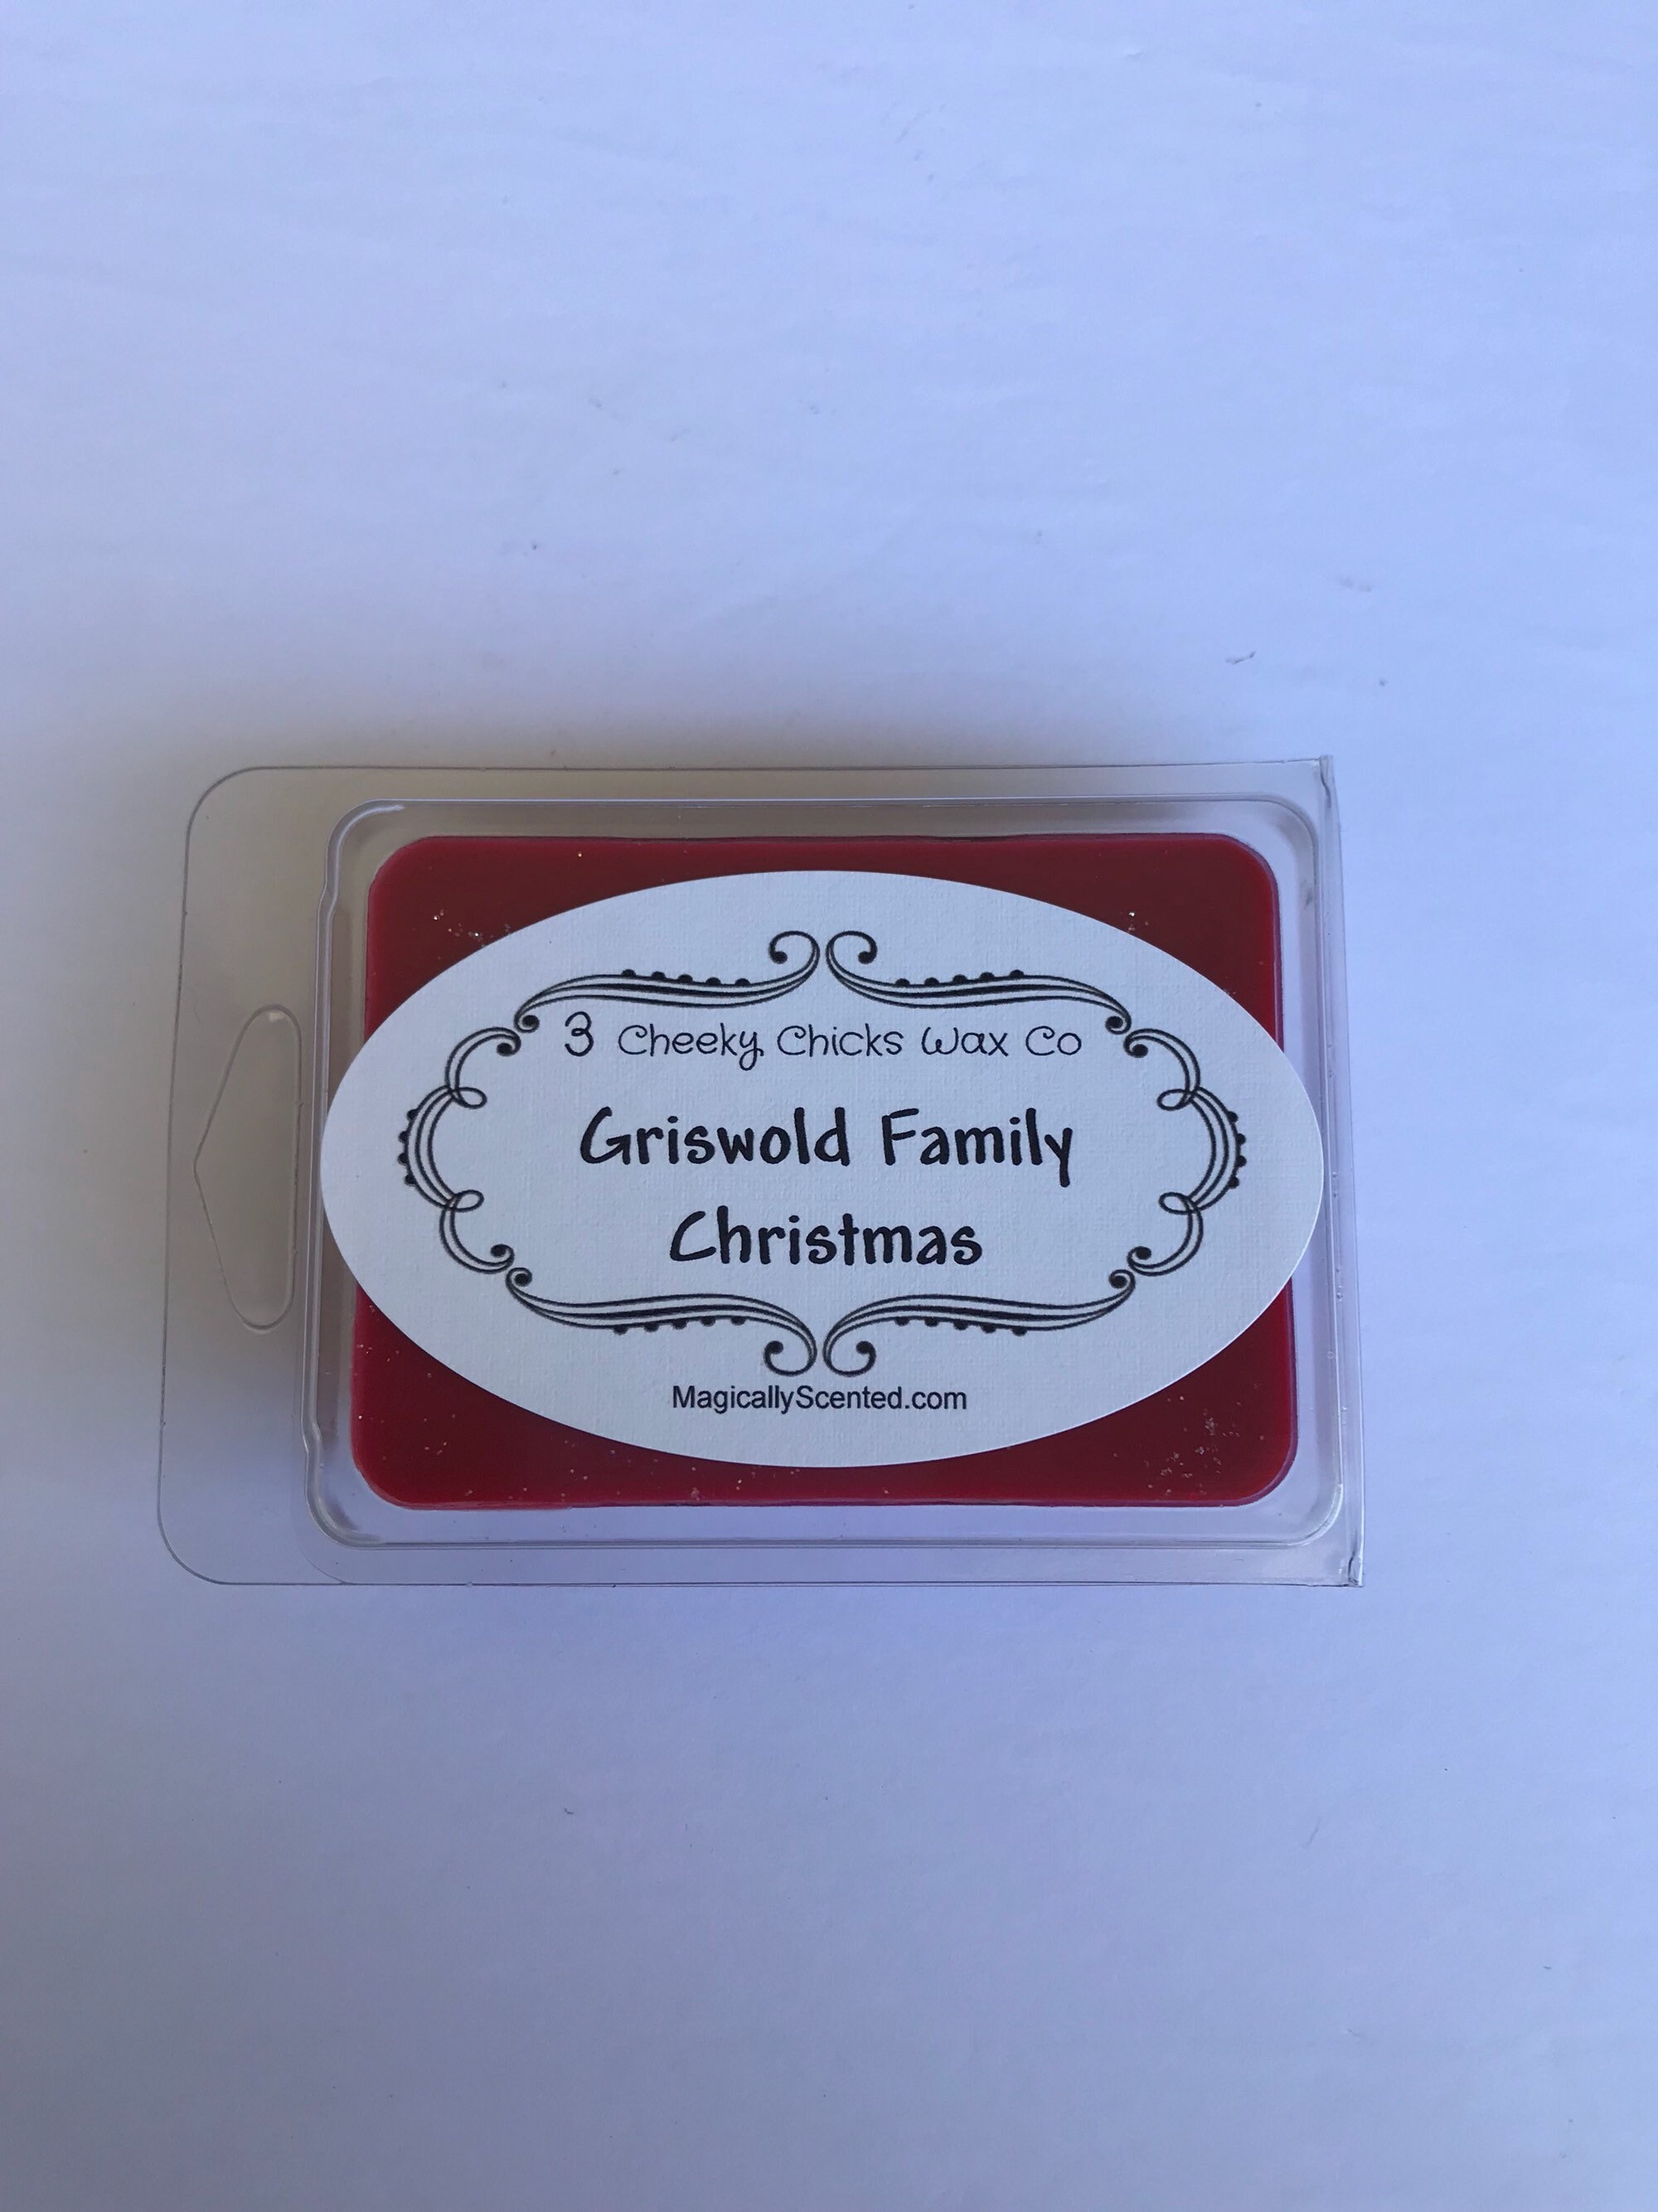 3 Cheeky Chicks Wax Co
Griswold Family
Christmas
MagicallyScented.com